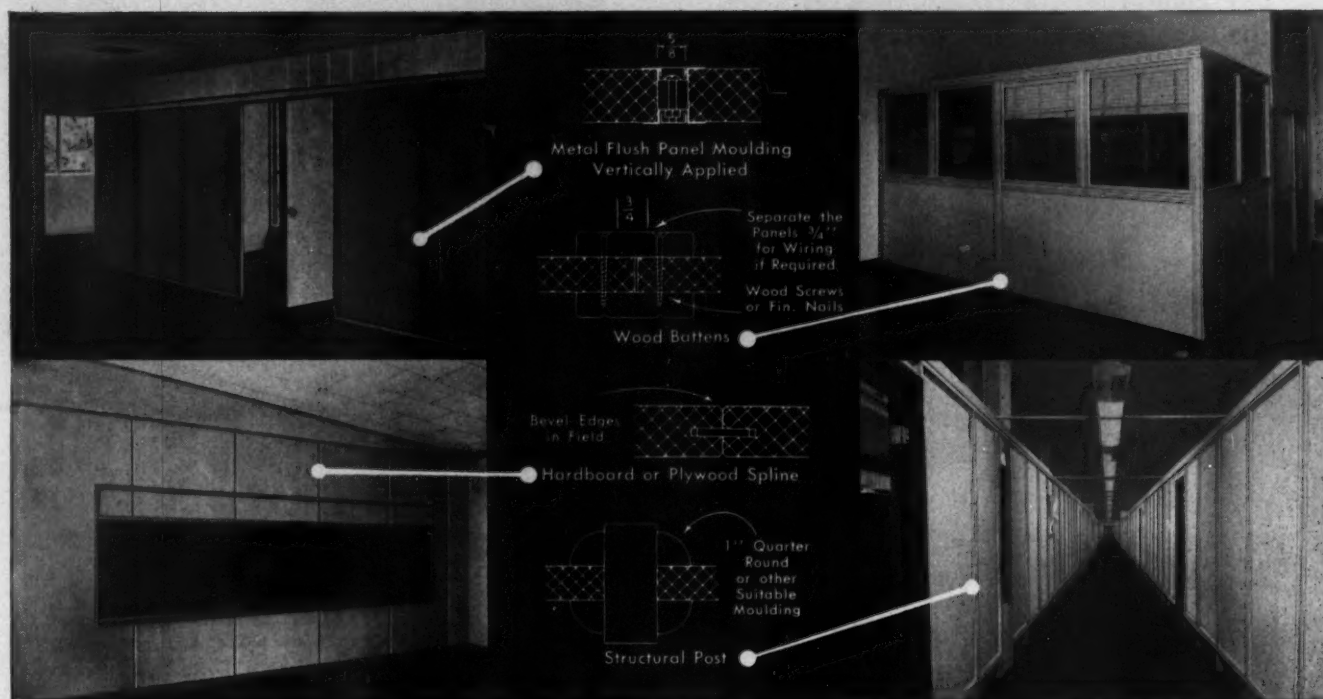 5/8
Metal Flush Panel Moulding
Vertically Applied
3/4
Separate the
Panels 3/4''
for Wiring
if Required
Wood Screws
or Fin. Nails
Wood Battens
Bevel Edges
in Field
Hardboard or Plywood Spline
1'' Quarter
Round
or other
Suitable
Moulding
Structural Post